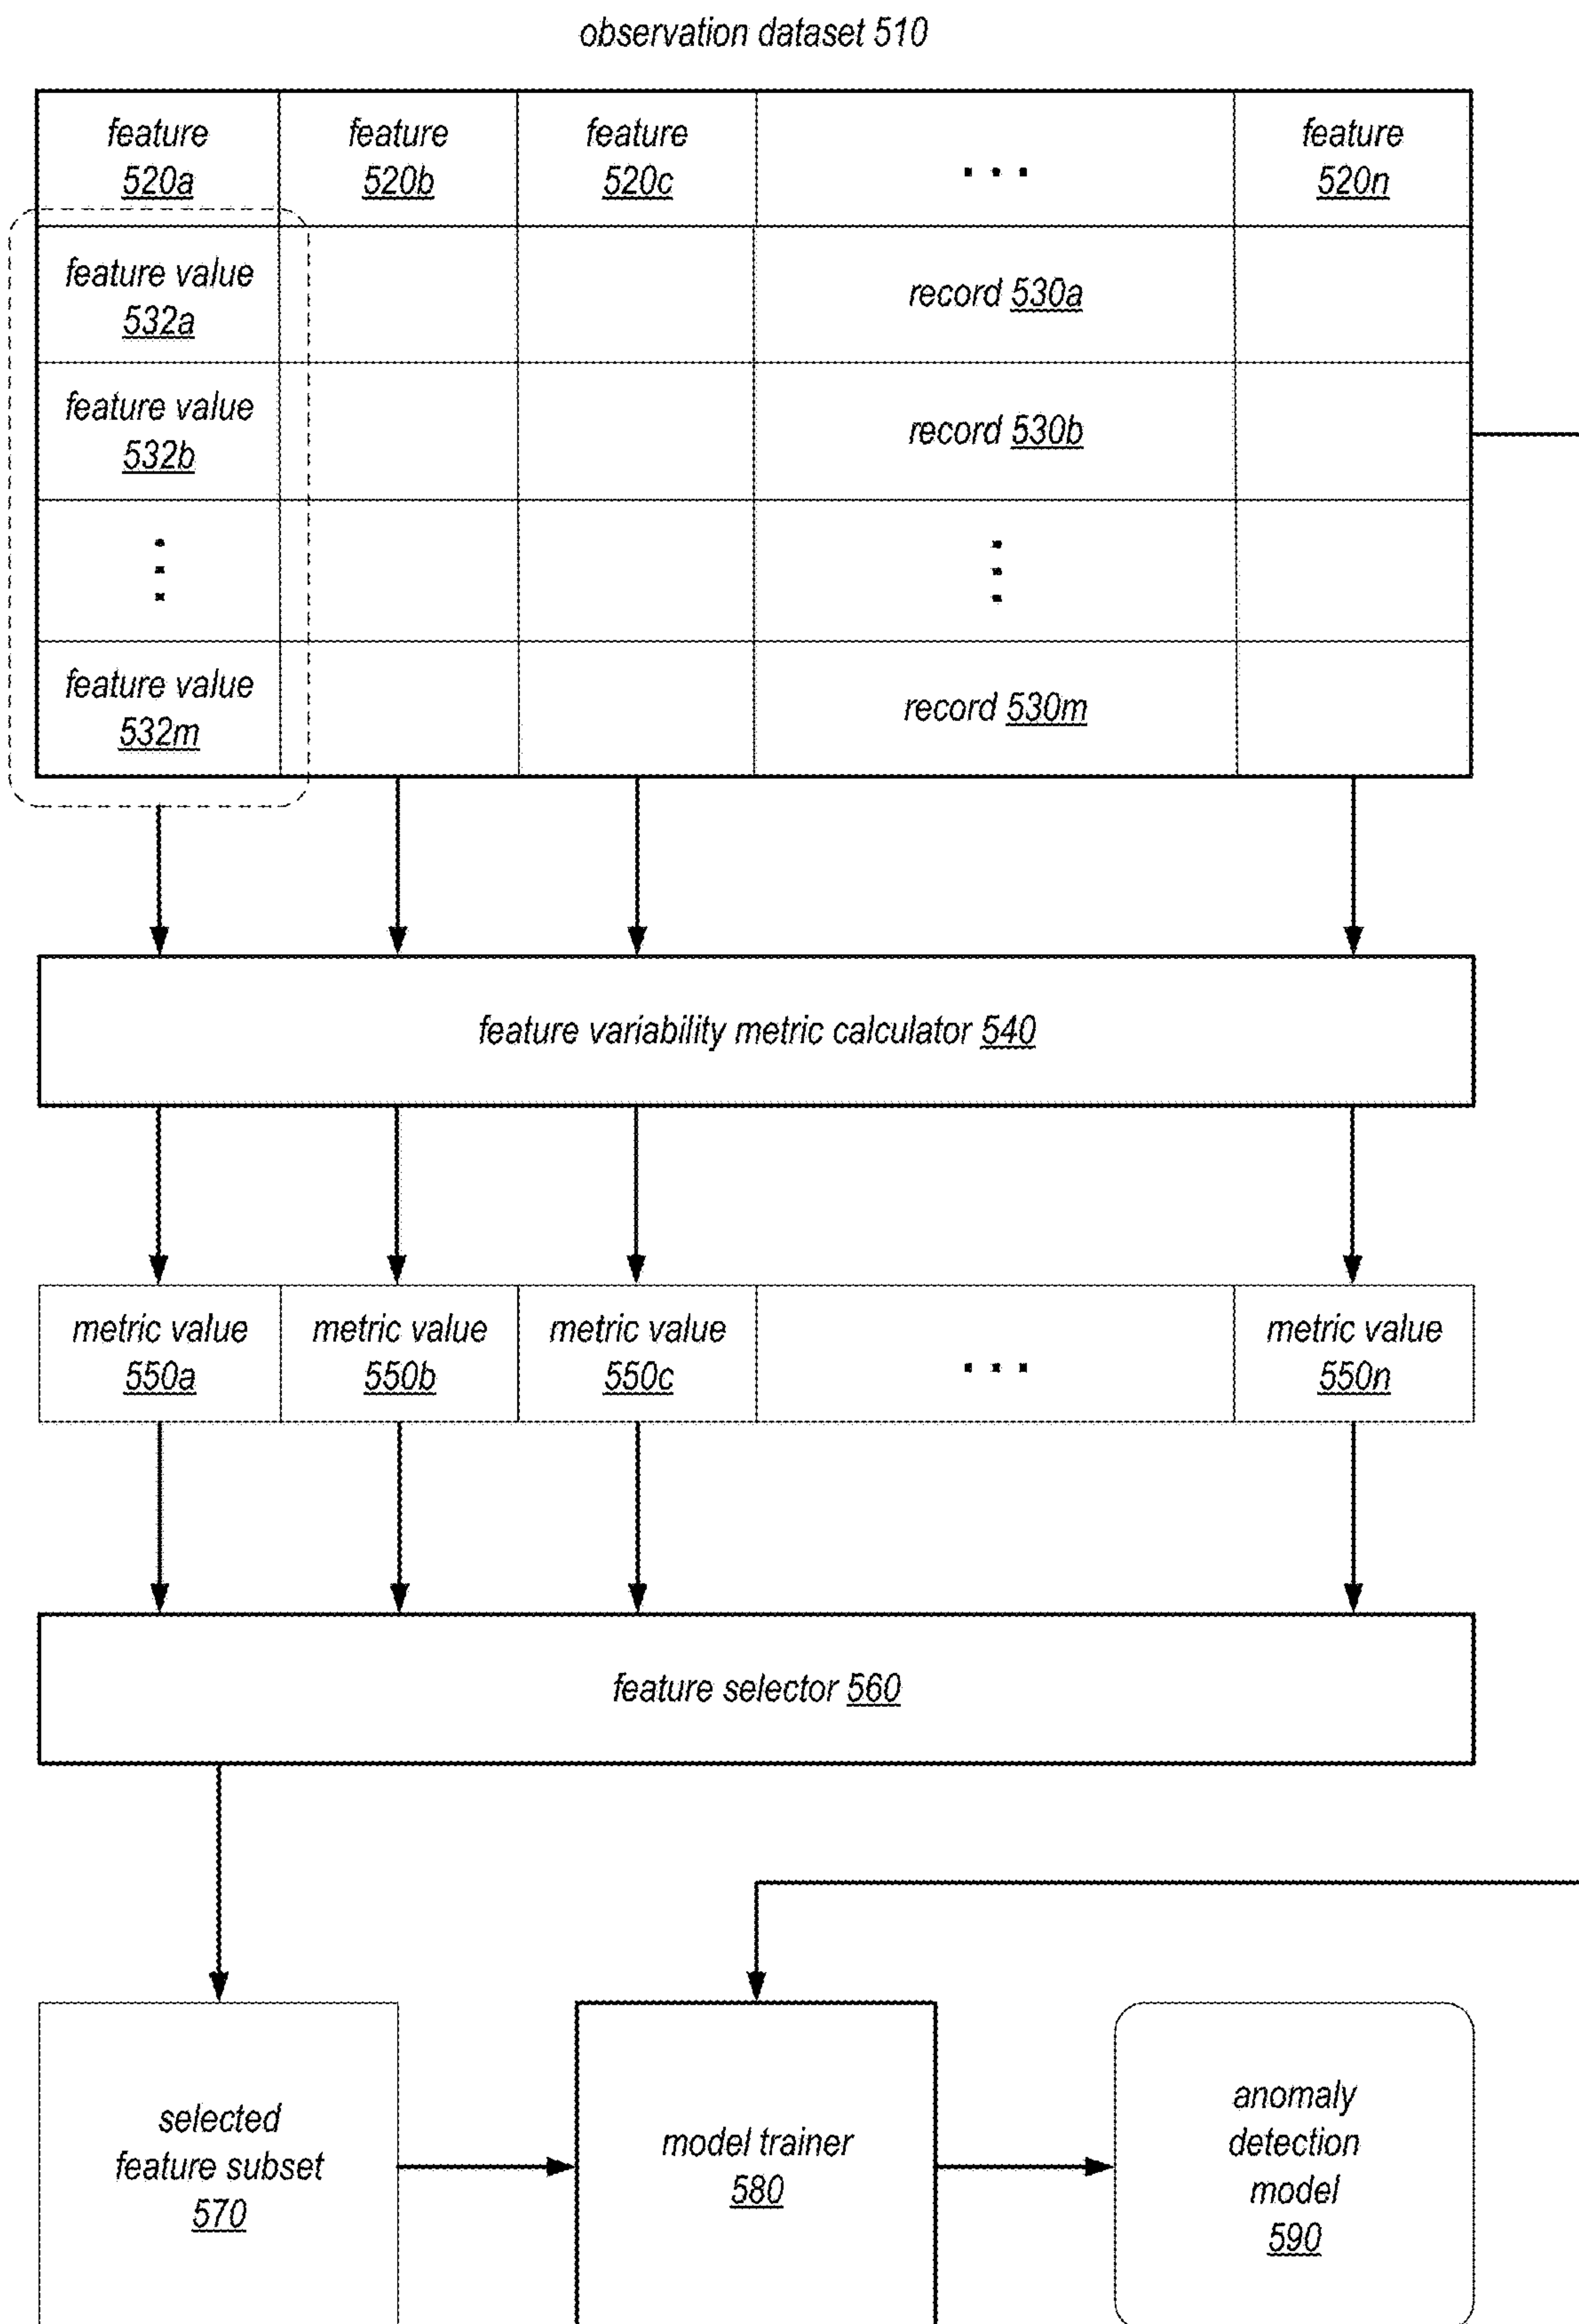 observation dataset 510
feature
520a
feature
520b
feature
520c
...
feature
520n
feature value
532a
record 530a
feature value
532b
record 530b
feature value
532m
record 530m
feature variability metric calculator 540
metric value
550a
metric value
550b
metric value
550c
...
metric value
550n
feature selector 560
selected
feature subset
570
model trainer
580
anomaly
detection
model
590